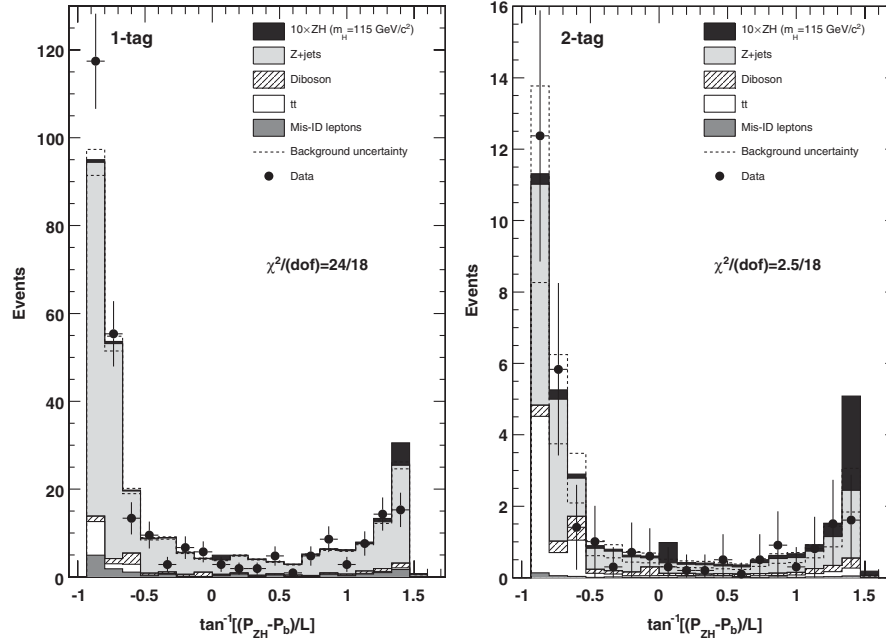 1-tag
10×ZH (m_H=115 GeV/c²)
Z+jets
Diboson
tt
Mis-ID leptons
Background uncertainty
Data
χ²/(dof)=24/18
Events
120
100
80
60
40
20
0
-1 -0.5 0 0.5 1 1.5
tan⁻¹[(P_ZH-P_b)/L]
2-tag
10×ZH (m_H=115 GeV/c²)
Z+jets
Diboson
tt
Mis-ID leptons
Background uncertainty
Data
χ²/(dof)=2.5/18
Events
16
14
12
10
8
6
4
2
0
-1 -0.5 0 0.5 1 1.5
tan⁻¹[(P_ZH-P_b)/L]